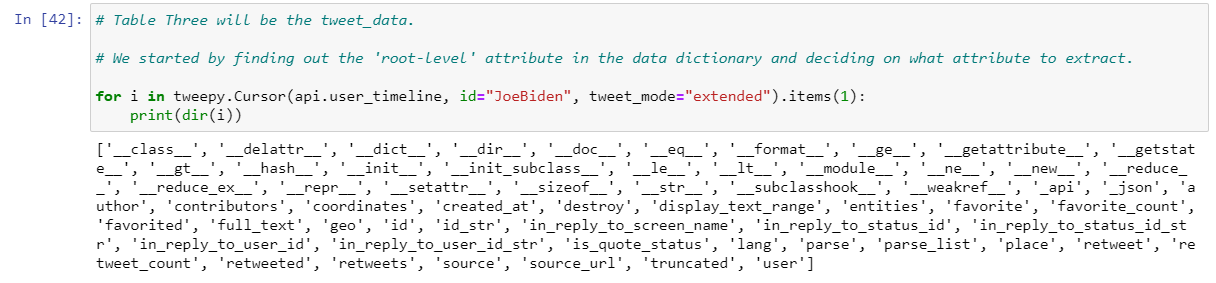 In [42]: # Table Three will be the tweet_data.
# We started by finding out the 'root-level' attribute in the data dictionary and deciding on what attribute to extract.
for i in tweepy.Cursor(api.user_timeline, id="JoeBiden", tweet_mode="extended").items(1):
    print(dir(i))
['__class__', '__delattr__', '__dict__', '__dir__', '__doc__', '__eq__', '__format__', '__ge__', '__getattribute__', '__getstat
e__', '__gt__', '__hash__', '__init__', '__init_subclass__', '__le__', '__lt__', '__module__', '__ne__', '__new__', '__reduce_
_', '__reduce_ex__', '__repr__', '__setattr__', '__sizeof__', '__str__', '__subclasshook__', '__weakref__', '_api', '_json', 'a
uthor', 'contributors', 'coordinates', 'created_at', 'destroy', 'display_text_range', 'entities', 'favorite', 'favorite_count',
'favorited', 'full_text', 'geo', 'id', 'id_str', 'in_reply_to_screen_name', 'in_reply_to_status_id', 'in_reply_to_status_id_st
r', 'in_reply_to_user_id', 'in_reply_to_user_id_str', 'is_quote_status', 'lang', 'parse', 'parse_list', 'place', 'retweet', 're
tweet_count', 'retweeted', 'retweets', 'source', 'source_url', 'truncated', 'user']